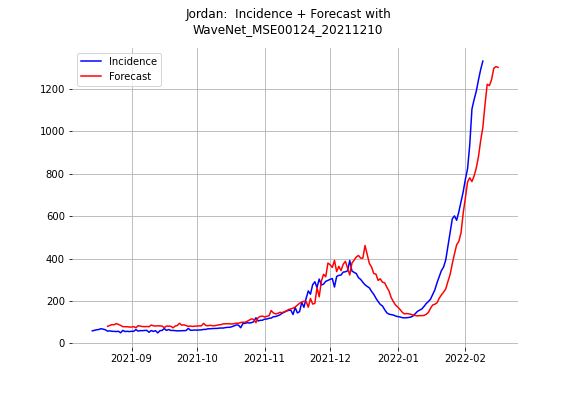 Jordan:  Incidence + Forecast with
WaveNet_MSE00124_20211210
Incidence
Forecast
1200
1000
800
600
400
200
0
2021-09 2021-10 2021-11 2021-12 2022-01 2022-02